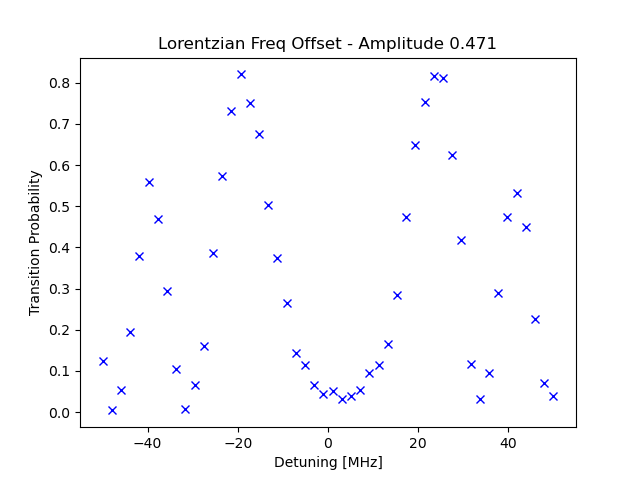 Lorentzian Freq Offset - Amplitude 0.471
Transition Probability
0.8
0.7
0.6
0.5
0.4
0.3
0.2
0.1
0.0
−40 −20 0 20 40
Detuning [MHz]